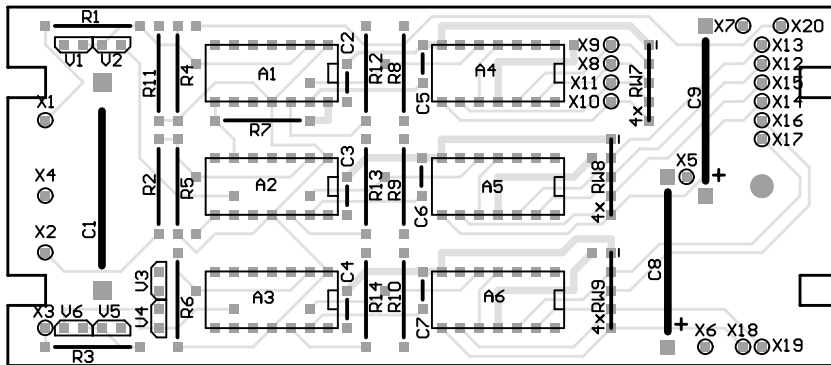 R1
V1
V2
X1
X4
X2
X3
C1
R11
R4
R2
R5
V3
V4
R6
V6
V5
R3
A1
R7
A2
A3
C2
R12
R8
C3
R13
R9
C4
R14
R10
C5
A4
C6
A5
C7
A6
X9
X8
X11
X10
4x RW7
4x RW8
4xRW9
C9
+
X5
C8
+
X7
X20
X13
X12
X15
X14
X16
X17
X6
X18
X19